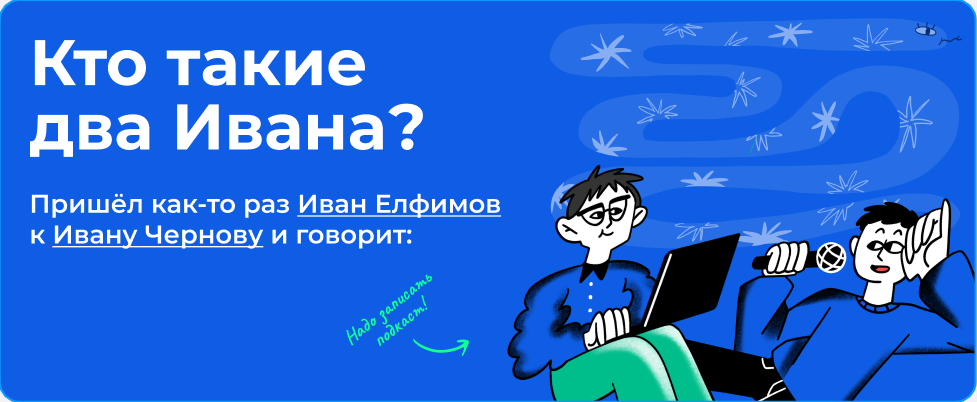 Кто такие
два Ивана?
Пришёл как-то раз Иван Елфимов
к Ивану Чернову и говорит:
Надо записать
подкаст!